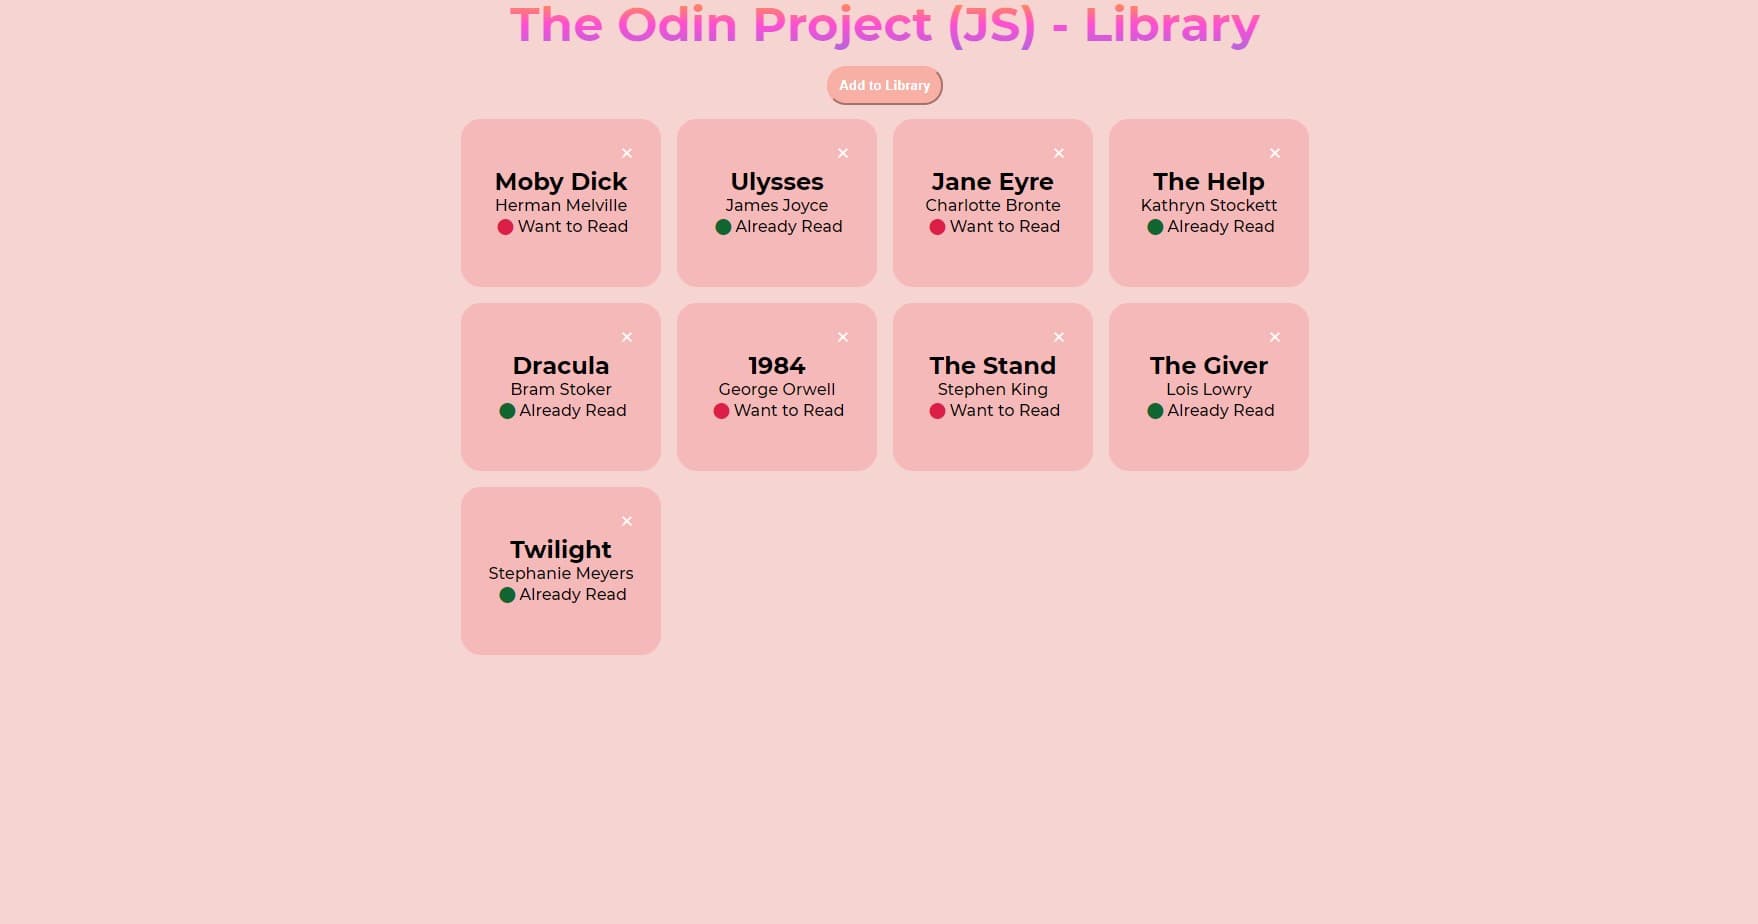 The Odin Project (JS) - Library
Add to Library
×
Moby Dick
Herman Melville
Want to Read
×
Ulysses
James Joyce
Already Read
×
Jane Eyre
Charlotte Bronte
Want to Read
×
The Help
Kathryn Stockett
Already Read
×
Dracula
Bram Stoker
Already Read
×
1984
George Orwell
Want to Read
×
The Stand
Stephen King
Want to Read
×
The Giver
Lois Lowry
Already Read
×
Twilight
Stephanie Meyers
Already Read